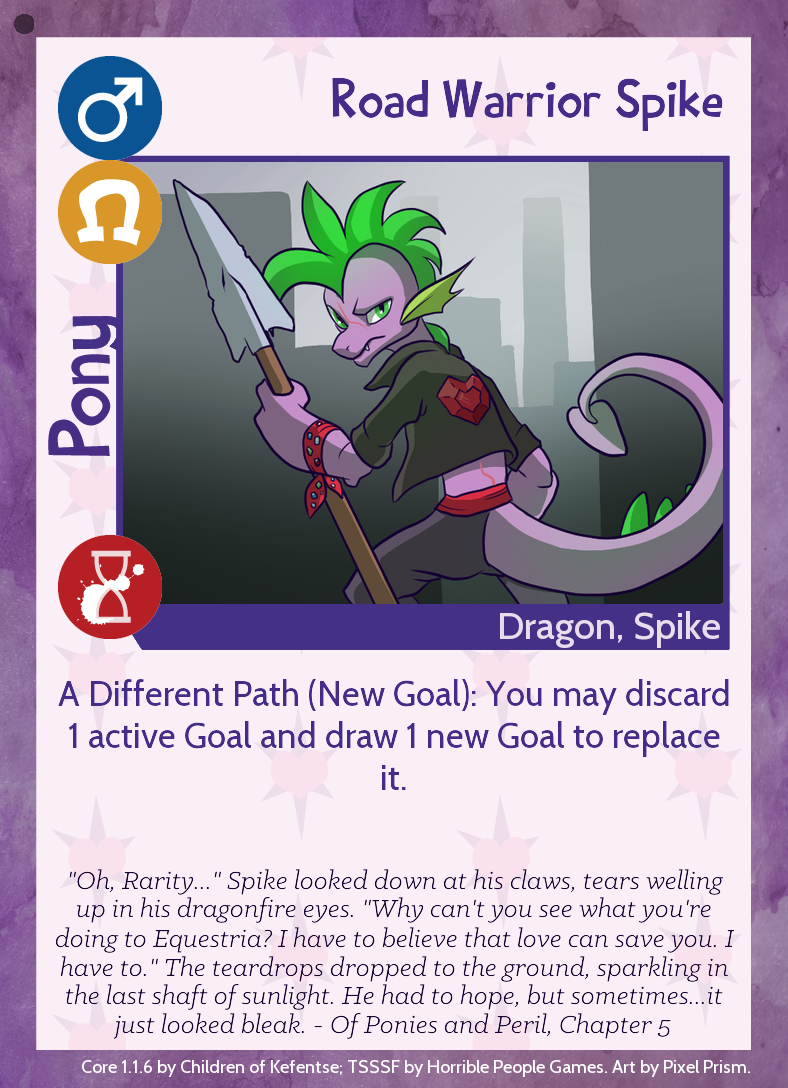 Road Warrior Spike
Pony
Dragon, Spike
A Different Path (New Goal): You may discard
1 active Goal and draw 1 new Goal to replace
it.
"Oh, Rarity..." Spike looked down at his claws, tears welling
up in his dragonfire eyes. "Why can't you see what you're
doing to Equestria? I have to believe that love can save you. I
have to." The teardrops dropped to the ground, sparkling in
the last shaft of sunlight. He had to hope, but sometimes...it
just looked bleak. - Of Ponies and Peril, Chapter 5
Core 1.1.6 by Children of Kefentse; TSSSF by Horrible People Games. Art by Pixel Prism.